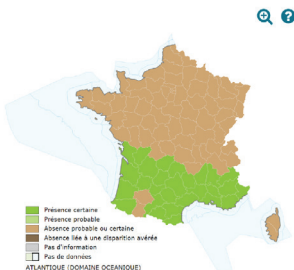 ?
Présence certaine
Présence probable
Absence probable ou certaine
Absence liée à une disparition avérée
Pas d'information
Pas de données
ATLANTIQUE (DOMAINE OCEANIQUE)